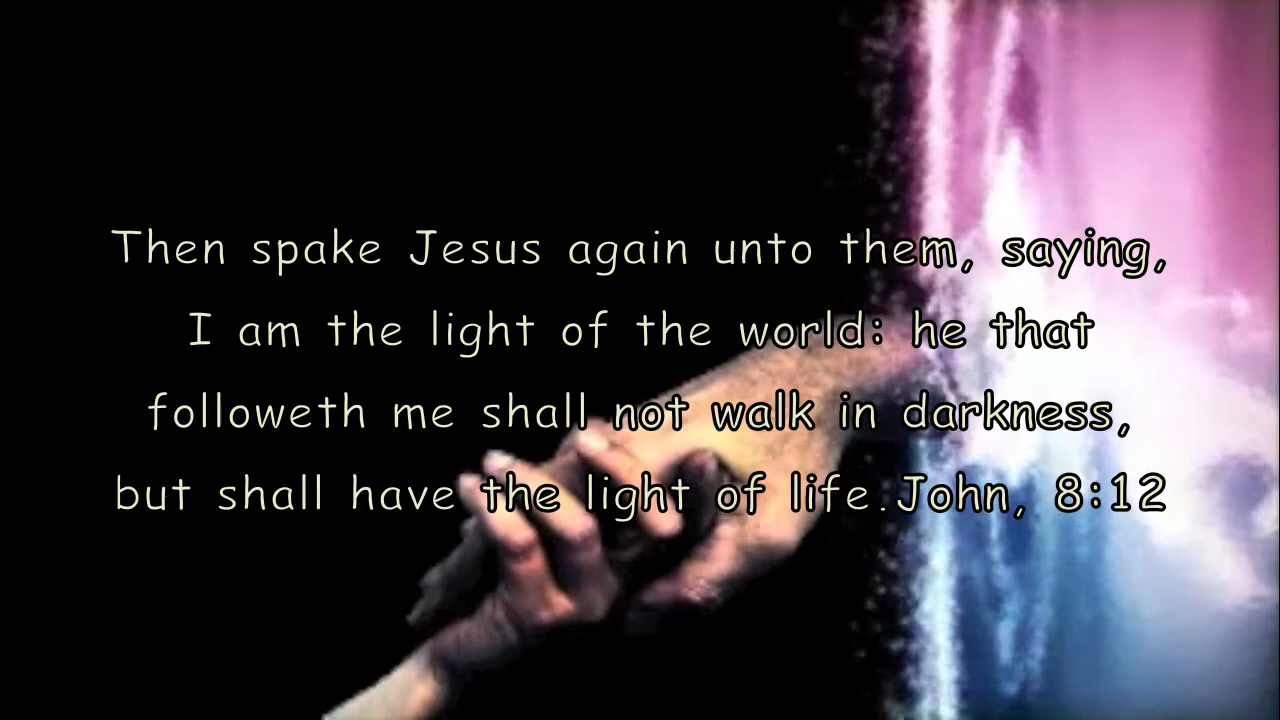 Then spake Jesus again unto them, saying,
I am the light of the world: he that
followeth me shall not walk in darkness,
but shall have the light of life.John, 8:12